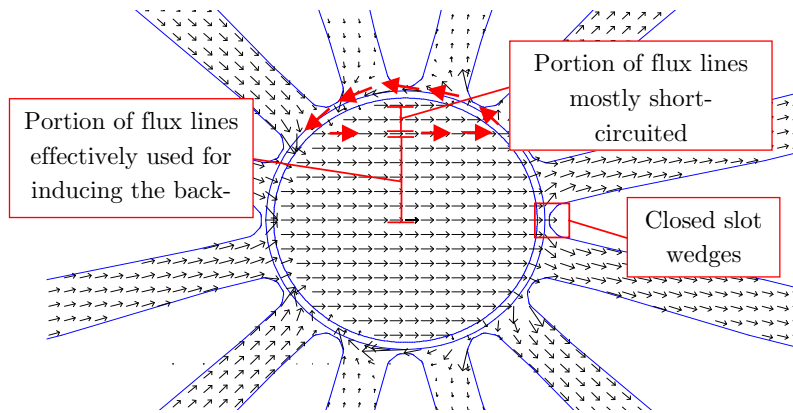 Portion of flux lines
mostly short-
circuited
Portion of flux lines
effectively used for
inducing the back-
Closed slot
wedges